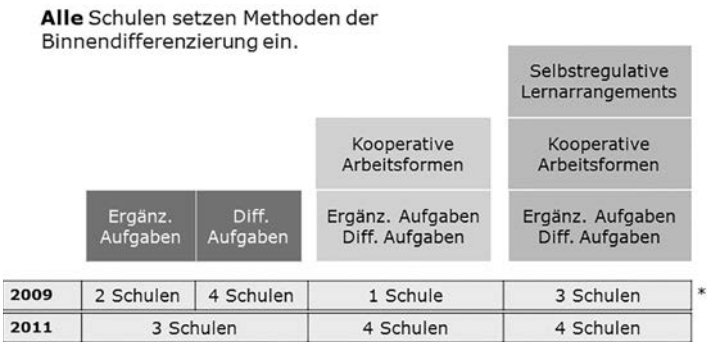 Alle Schulen setzen Methoden der
Binnendifferenzierung ein.
Selbstregulative
Lernarrangements
Kooperative
Arbeitsformen
Kooperative
Arbeitsformen
Ergänz.
Aufgaben
Diff.
Aufgaben
Ergänz. Aufgaben
Diff. Aufgaben
Ergänz. Aufgaben
Diff. Aufgaben
2009 2 Schulen 4 Schulen 1 Schule 3 Schulen *
2011 3 Schulen 4 Schulen 4 Schulen